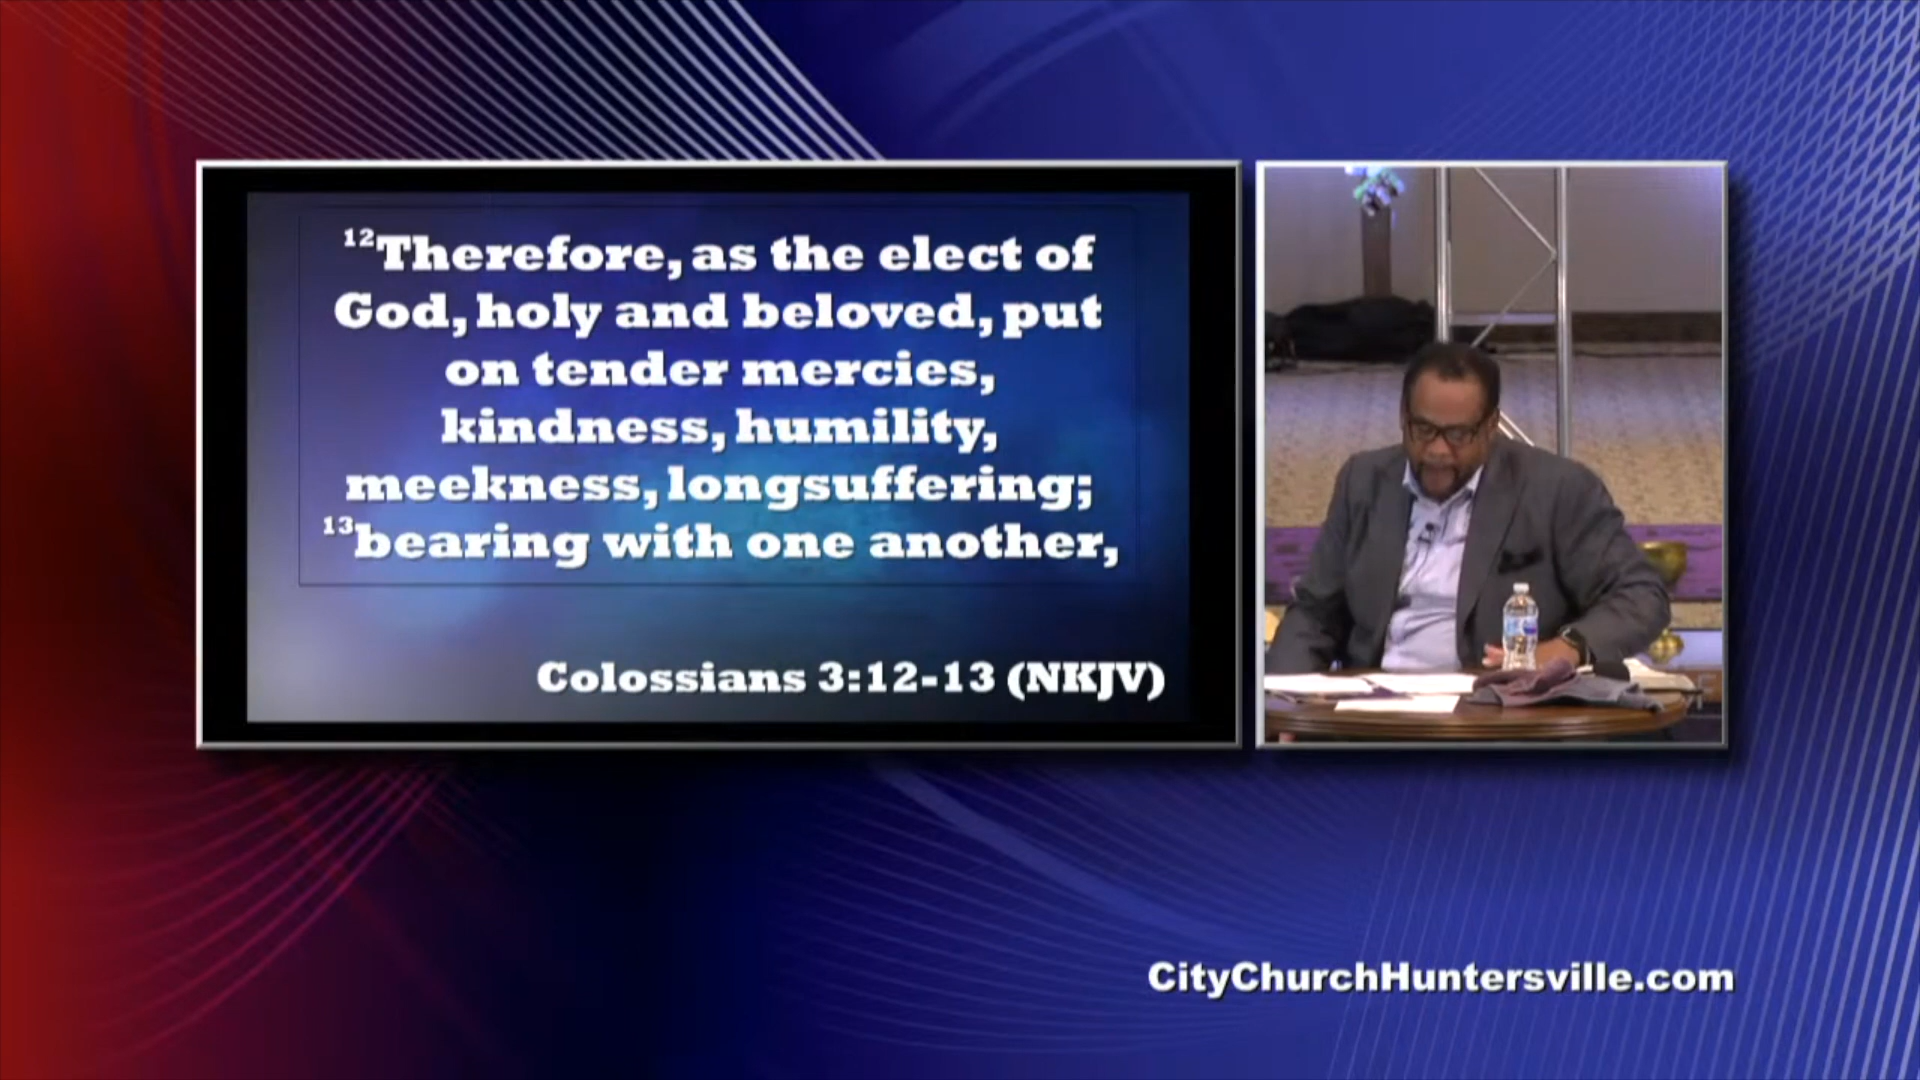 ¹²Therefore, as the elect of
God, holy and beloved, put
on tender mercies,
kindness, humility,
meekness, longsuffering;
¹³bearing with one another,
Colossians 3:12-13 (NKJV)
CityChurchHuntersville.com